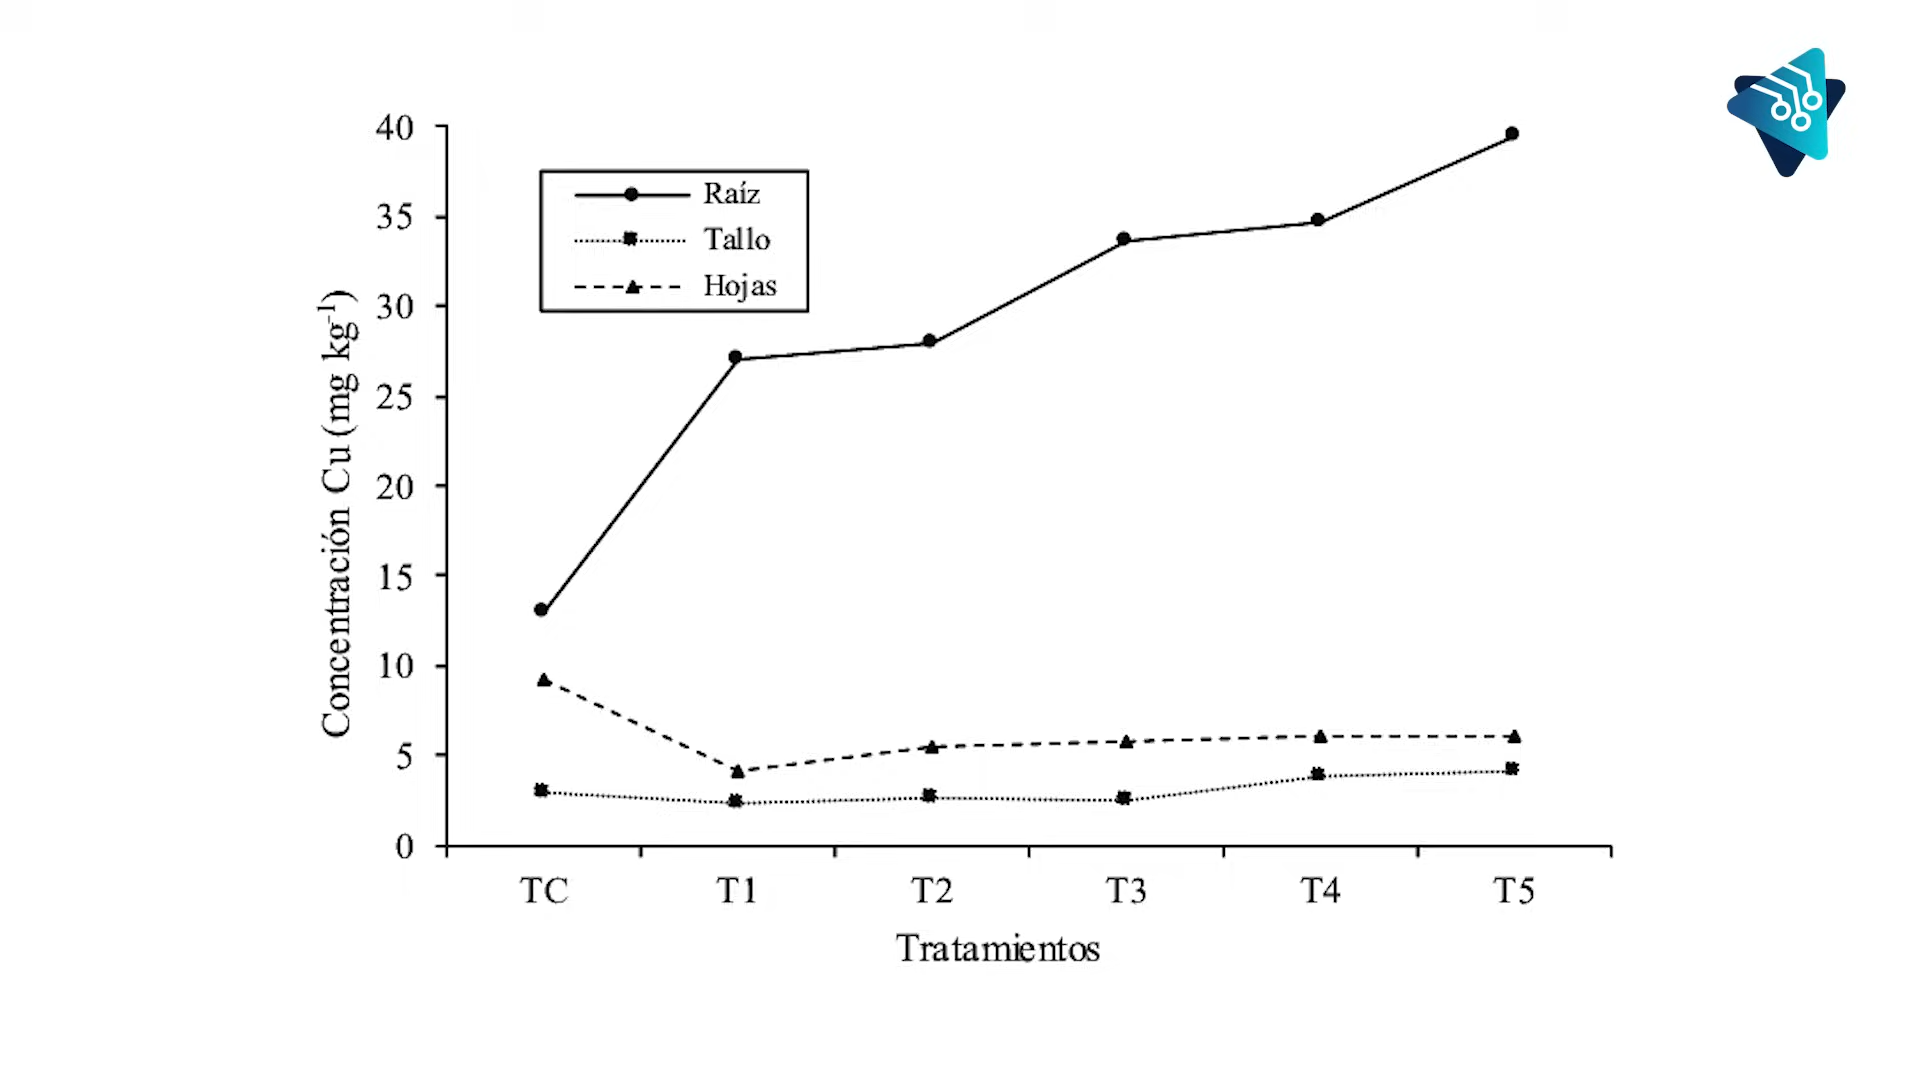 40
35
30
25
20
15
10
5
0
Concentración Cu (mg kg⁻¹)
Raíz
Tallo
Hojas
TC T1 T2 T3 T4 T5
Tratamientos